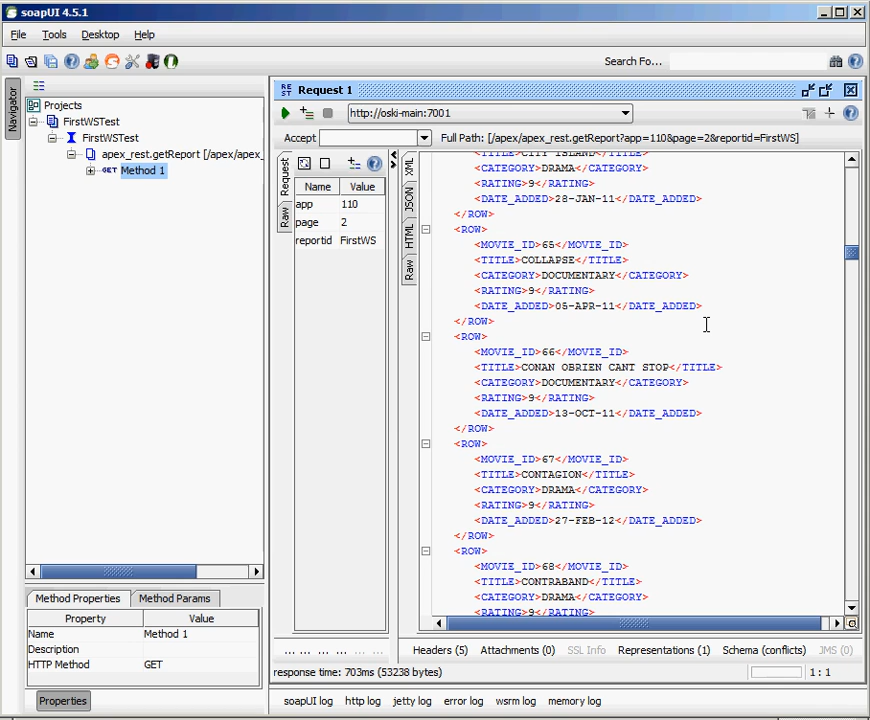 soapUI 4.5.1
File Tools Desktop Help
Search Fo...
Navigator
Projects
FirstWSTest
FirstWSTest
apex_rest.getReport [/apex/apex_
GET Method 1
REST Request 1
http://oski-main:7001
Accept Full Path: [/apex/apex_rest.getReport?app=110&page=2&reportid=FirstWS]
Request
Raw
Name Value
app 110
page 2
reportid FirstWS
XML
JSON
HTML
Raw
<TITLE>CITY ISLAND</TITLE>
<CATEGORY>DRAMA</CATEGORY>
<RATING>9</RATING>
<DATE_ADDED>28-JAN-11</DATE_ADDED>
</ROW>
<ROW>
<MOVIE_ID>65</MOVIE_ID>
<TITLE>COLLAPSE</TITLE>
<CATEGORY>DOCUMENTARY</CATEGORY>
<RATING>9</RATING>
<DATE_ADDED>05-APR-11</DATE_ADDED>
</ROW>
<ROW>
<MOVIE_ID>66</MOVIE_ID>
<TITLE>CONAN OBRIEN CANT STOP</TITLE>
<CATEGORY>DOCUMENTARY</CATEGORY>
<RATING>9</RATING>
<DATE_ADDED>13-OCT-11</DATE_ADDED>
</ROW>
<ROW>
<MOVIE_ID>67</MOVIE_ID>
<TITLE>CONTAGION</TITLE>
<CATEGORY>DRAMA</CATEGORY>
<RATING>9</RATING>
<DATE_ADDED>27-FEB-12</DATE_ADDED>
</ROW>
<ROW>
<MOVIE_ID>68</MOVIE_ID>
<TITLE>CONTRABAND</TITLE>
<CATEGORY>DRAMA</CATEGORY>
<RATING>9</RATING>
Method Properties Method Params
Property Value
Name Method 1
Description
HTTP Method GET
Properties
... ... ... Headers (5) Attachments (0) SSL Info Representations (1) Schema (conflicts) JMS (0)
response time: 703ms (53238 bytes) 1 : 1
soapUI log http log jetty log error log wsrm log memory log